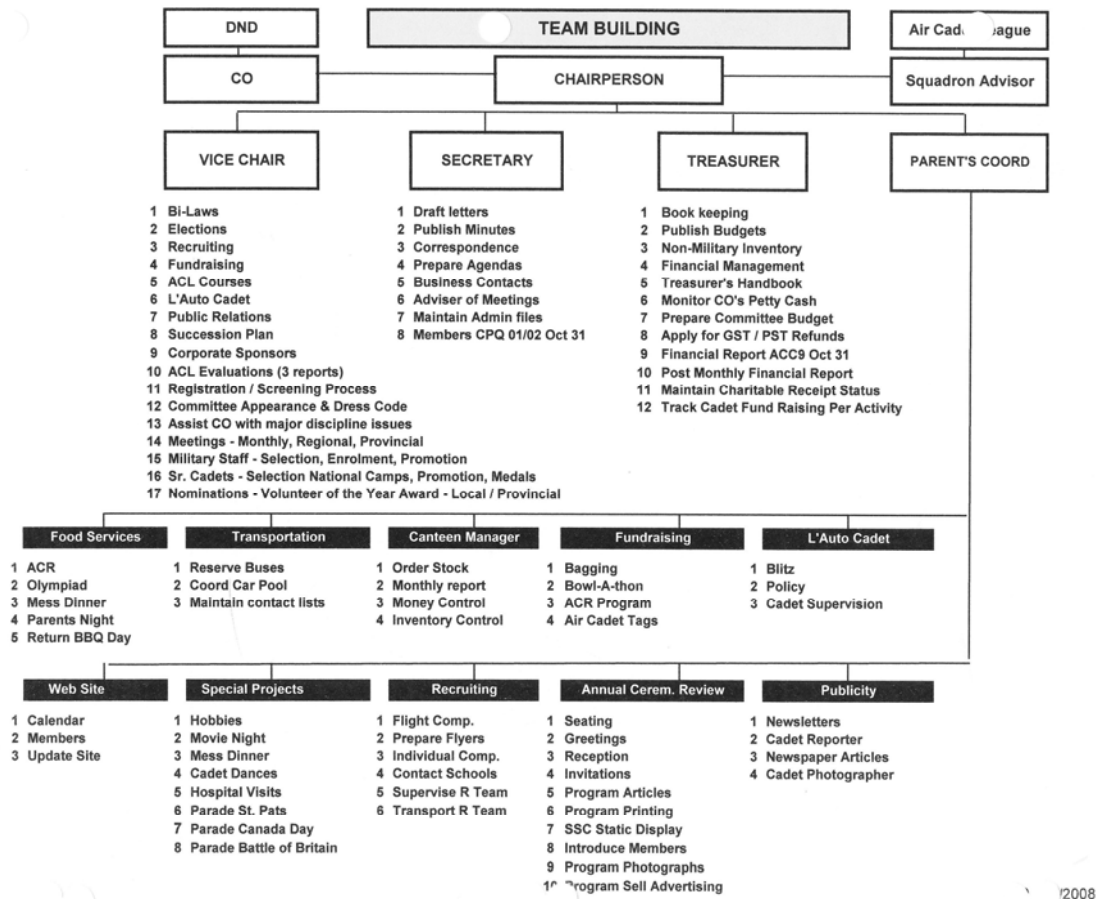 DND
TEAM BUILDING
Air Cad ague
CO
CHAIRPERSON
Squadron Advisor
VICE CHAIR
SECRETARY
TREASURER
PARENT'S COORD
1 Bi-Laws
2 Elections
3 Recruiting
4 Fundraising
5 ACL Courses
6 L'Auto Cadet
7 Public Relations
8 Succession Plan
9 Corporate Sponsors
10 ACL Evaluations (3 reports)
11 Registration / Screening Process
12 Committee Appearance & Dress Code
13 Assist CO with major discipline issues
14 Meetings - Monthly, Regional, Provincial
15 Military Staff - Selection, Enrolment, Promotion
16 Sr. Cadets - Selection National Camps, Promotion, Medals
17 Nominations - Volunteer of the Year Award - Local / Provincial
1 Draft letters
2 Publish Minutes
3 Correspondence
4 Prepare Agendas
5 Business Contacts
6 Adviser of Meetings
7 Maintain Admin files
8 Members CPQ 01/02 Oct 31
1 Book keeping
2 Publish Budgets
3 Non-Military Inventory
4 Financial Management
5 Treasurer's Handbook
6 Monitor CO's Petty Cash
7 Prepare Committee Budget
8 Apply for GST / PST Refunds
9 Financial Report ACC9 Oct 31
10 Post Monthly Financial Report
11 Maintain Charitable Receipt Status
12 Track Cadet Fund Raising Per Activity
Food Services
1 ACR
2 Olympiad
3 Mess Dinner
4 Parents Night
5 Return BBQ Day
Transportation
1 Reserve Buses
2 Coord Car Pool
3 Maintain contact lists
Canteen Manager
1 Order Stock
2 Monthly report
3 Money Control
4 Inventory Control
Fundraising
1 Bagging
2 Bowl-A-thon
3 ACR Program
4 Air Cadet Tags
L'Auto Cadet
1 Blitz
2 Policy
3 Cadet Supervision
Web Site
1 Calendar
2 Members
3 Update Site
Special Projects
1 Hobbies
2 Movie Night
3 Mess Dinner
4 Cadet Dances
5 Hospital Visits
6 Parade St. Pats
7 Parade Canada Day
8 Parade Battle of Britain
Recruiting
1 Flight Comp.
2 Prepare Flyers
3 Individual Comp.
4 Contact Schools
5 Supervise R Team
6 Transport R Team
Annual Cerem. Review
1 Seating
2 Greetings
3 Reception
4 Invitations
5 Program Articles
6 Program Printing
7 SSC Static Display
8 Introduce Members
9 Program Photographs
10 Program Sell Advertising
Publicity
1 Newsletters
2 Cadet Reporter
3 Newspaper Articles
4 Cadet Photographer
/2008